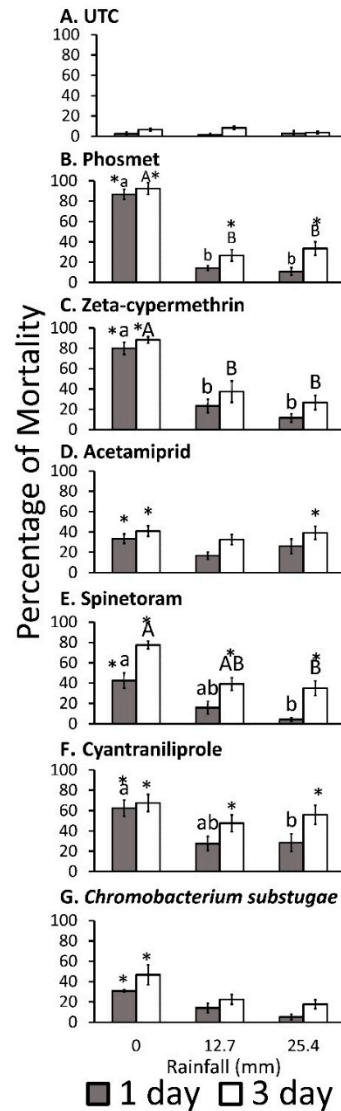 A. UTC
100
80
60
40
20
0
B. Phosmet
100
80
60
40
20
0
*a A*
b * B
b * B
C. Zeta-cypermethrin
100
80
60
40
20
0
*a *A
b B
b B
D. Acetamiprid
100
80
60
40
20
0
* *
*
E. Spinetoram
100
80
60
40
20
0
*a * A
ab * AB
b * B
F. Cyantraniliprole
100
80
60
40
20
0
* a *
ab *
b *
G. Chromobacterium substugae
100
80
60
40
20
0
* *
0 12.7 25.4
Rainfall (mm)
1 day 3 day
Percentage of Mortality